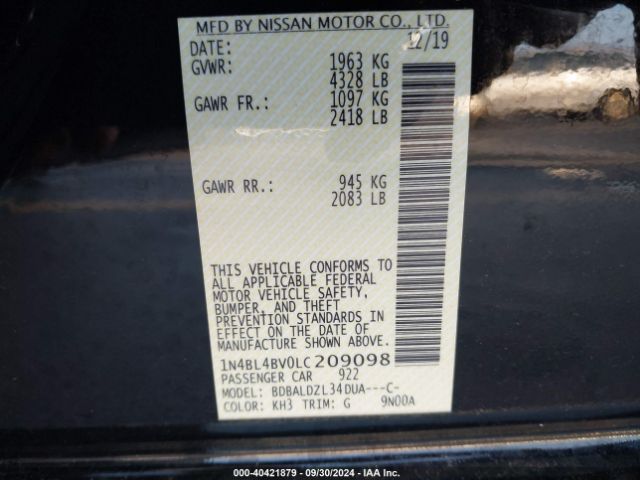 MFD BY NISSAN MOTOR CO., LTD.
DATE: 12/19
GVWR: 1963 KG
4328 LB
GAWR FR.: 1097 KG
2418 LB
GAWR RR.: 945 KG
2083 LB
THIS VEHICLE CONFORMS TO
ALL APPLICABLE FEDERAL
MOTOR VEHICLE SAFETY,
BUMPER, AND THEFT
PREVENTION STANDARDS IN
EFFECT ON THE DATE OF
MANUFACTURE SHOWN ABOVE.
1N4BL4BV0LC209098
PASSENGER CAR 922
MODEL: BDBALDZL34DUA---C-
COLOR: KH3 TRIM: G 9N00A
000-40421879 - 09/30/2024 - IAA Inc.